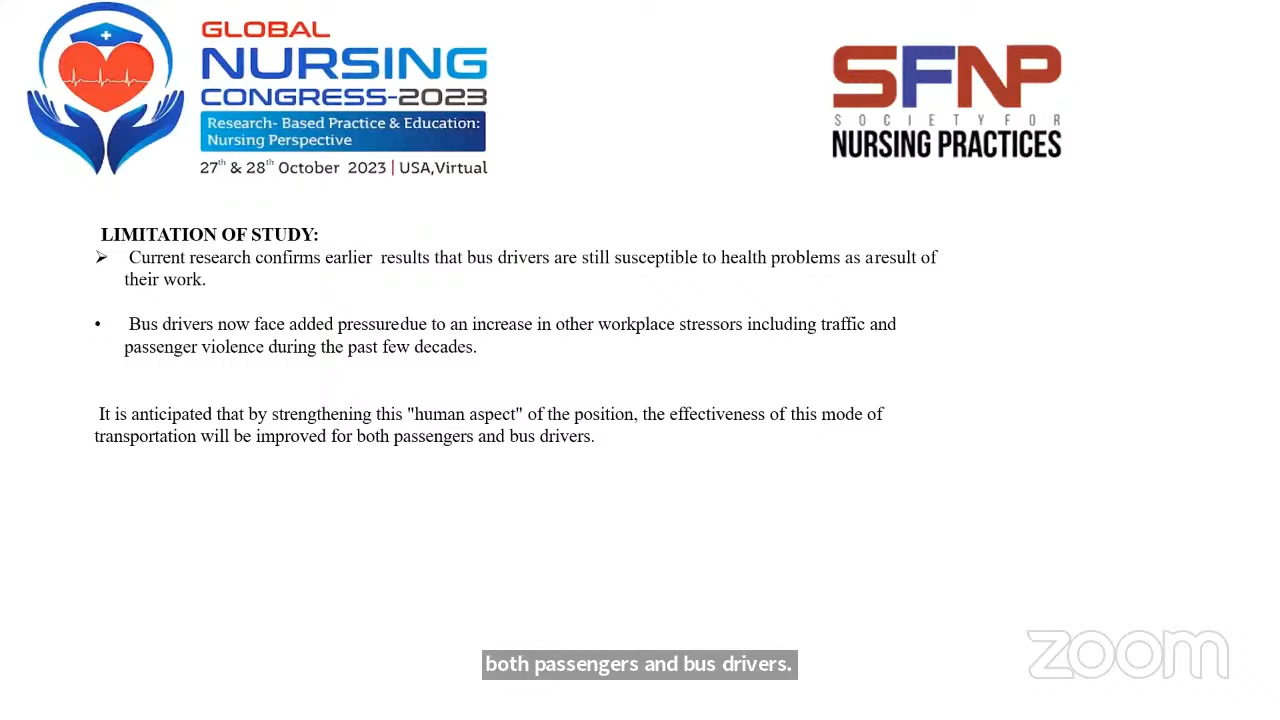 GLOBAL
NURSING
CONGRESS-2023
Research- Based Practice & Education:
Nursing Perspective
27th & 28th October 2023 | USA,Virtual
SFNP
SOCIETY FOR
NURSING PRACTICES
LIMITATION OF STUDY:
➢ Current research confirms earlier results that bus drivers are still susceptible to health problems as aresult of
their work.
• Bus drivers now face added pressuredue to an increase in other workplace stressors including traffic and
passenger violence during the past few decades.
It is anticipated that by strengthening this "human aspect" of the position, the effectiveness of this mode of
transportation will be improved for both passengers and bus drivers.
both passengers and bus drivers.
zoom